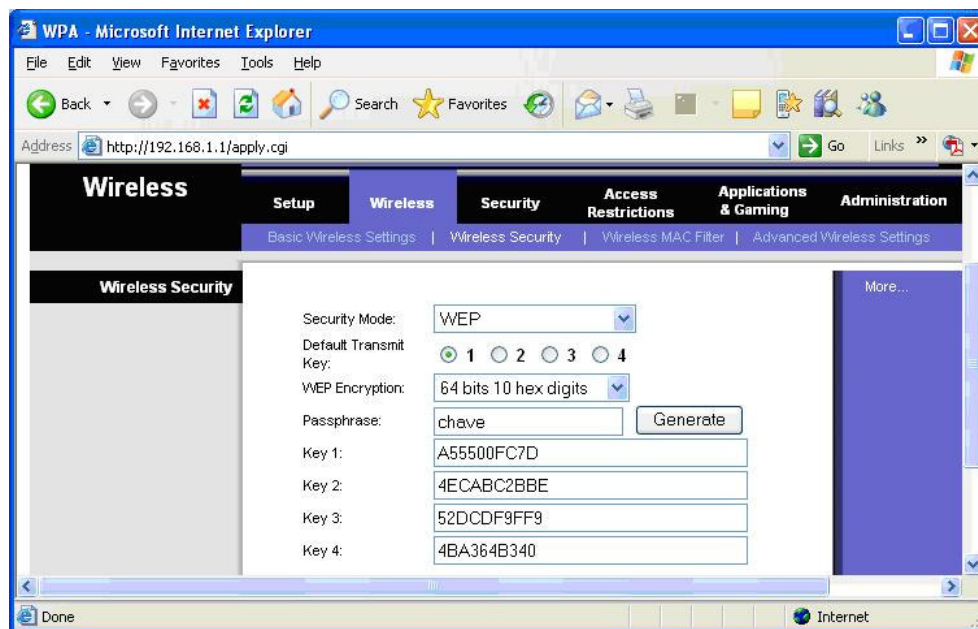 WPA - Microsoft Internet Explorer
File Edit View Favorites Tools Help
Back Search Favorites
Address http://192.168.1.1/apply.cgi Go Links »
Wireless
Setup Wireless Security Access Restrictions Applications & Gaming Administration
Basic Wireless Settings | Wireless Security | Wireless MAC Filter | Advanced Wireless Settings
Wireless Security More...
Security Mode: WEP
Default Transmit Key: 1 2 3 4
WEP Encryption: 64 bits 10 hex digits
Passphrase: chave Generate
Key 1: A55500FC7D
Key 2: 4ECABC2BBE
Key 3: 52DCDF9FF9
Key 4: 4BA364B340
Done Internet